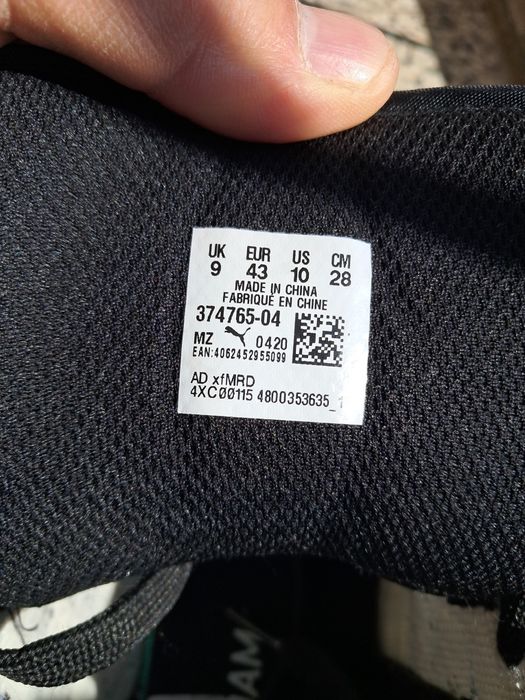 UK EUR US CM
9 43 10 28
MADE IN CHINA
FABRIQUÉ EN CHINE
374765-04
MZ 0420
EAN:4062452955099
AD xfMRD
4XC00115 4800353635_1
AM